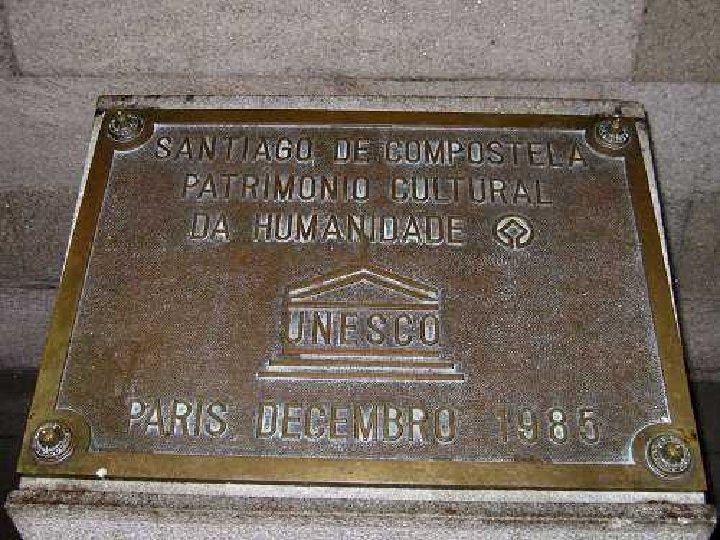 SANTIAGO DE COMPOSTELA
PATRIMONIO CULTURAL
DA HUMANIDADE
UNESCO
PARIS DECEMBRO 1985